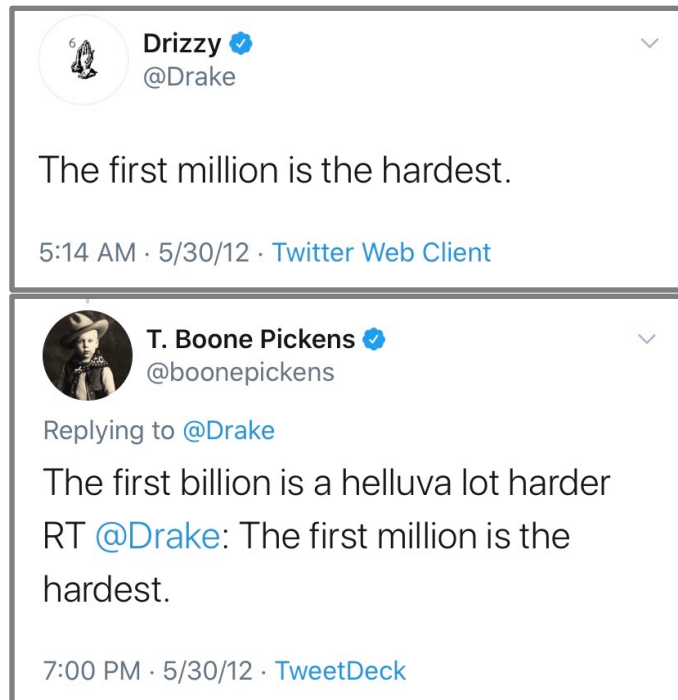 6
Drizzy
@Drake
The first million is the hardest.
5:14 AM · 5/30/12 · Twitter Web Client
T. Boone Pickens
@boonepickens
Replying to @Drake
The first billion is a helluva lot harder
RT @Drake: The first million is the
hardest.
7:00 PM · 5/30/12 · TweetDeck